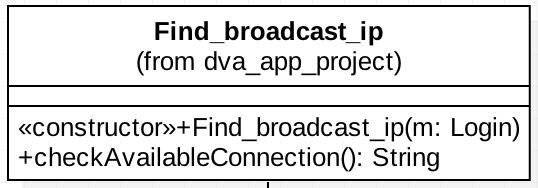 Find_broadcast_ip
(from dva_app_project)
«constructor»+Find_broadcast_ip(m: Login)
+checkAvailableConnection(): String